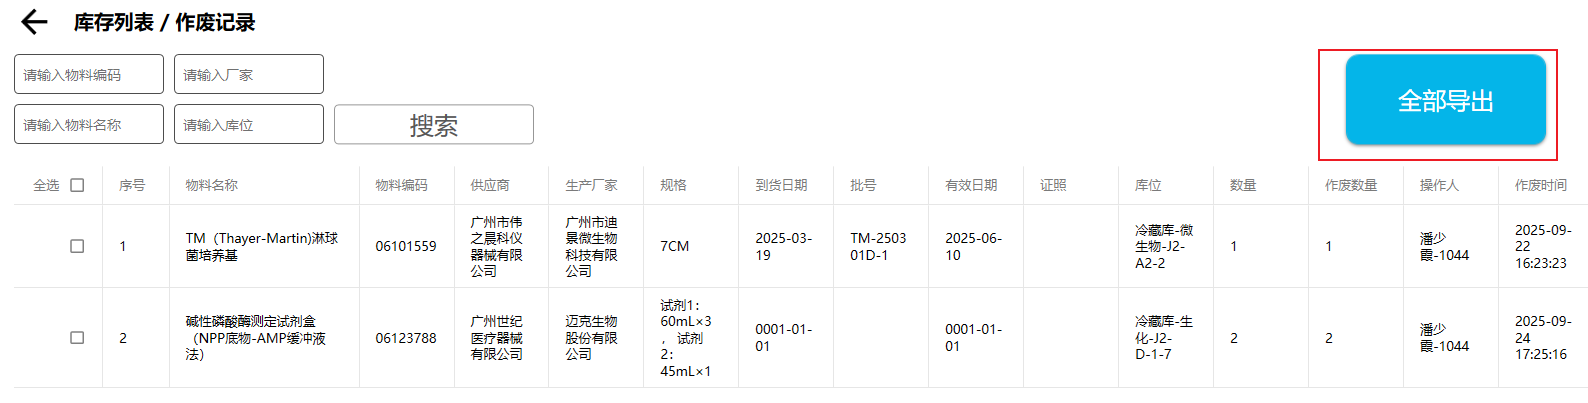 库存列表 / 作废记录
请输入物料编码
请输入厂家
全部导出
请输入物料名称
请输入库位
搜索
全选
序号
物料名称
物料编码
供应商
生产厂家
规格
到货日期
批号
有效日期
证照
库位
数量
作废数量
操作人
作废时间
1
TM（Thayer-Martin)淋球
菌培养基
06101559
广州市伟
之晨科仪
器械有限
公司
广州市迪
景微生物
科技有限
公司
7CM
2025-03-
19
TM-2503
01D-1
2025-06-
10
冷藏库-微
生物-J2-
A2-2
1
1
潘少
霞-1044
2025-09-
22
16:23:23
2
碱性磷酸酶测定试剂盒
（NPP底物-AMP缓冲液
法）
06123788
广州世纪
医疗器械
有限公司
迈克生物
股份有限
公司
试剂1：
60mL×3
，试剂
2：
45mL×1
0001-01-
01
0001-01-
01
冷藏库-生
化-J2-
D-1-7
2
2
潘少
霞-1044
2025-09-
24
17:25:16